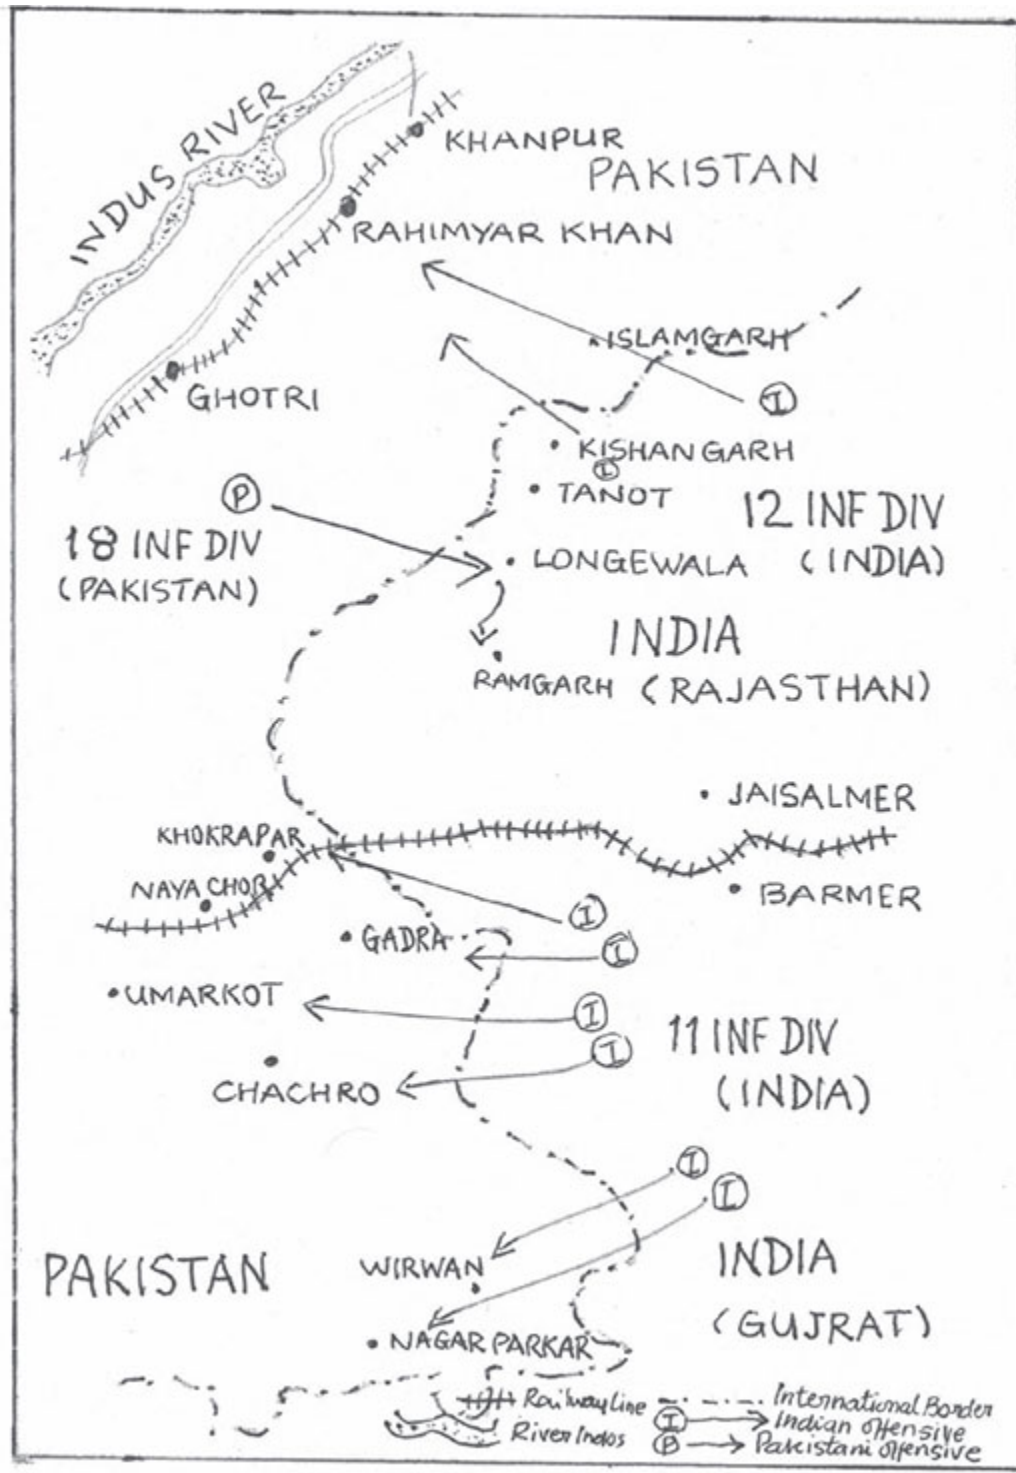 INDUS RIVER
KHANPUR
PAKISTAN
RAHIMYAR KHAN
ISLAMGARH
I
GHOTRI
KISHANGARH
I
TANOT
P
12 INF DIV
(INDIA)
18 INF DIV
(PAKISTAN)
LONGEWALA
INDIA
(RAJASTHAN)
RAMGARH
JAISALMER
KHOKRAPAR
NAYA CHOR
BARMER
I
GADRA
I
UMARKOT
I
11 INF DIV
(INDIA)
I
CHACHRO
I
I
PAKISTAN
WIRWAN
INDIA
(GUJRAT)
NAGAR PARKAR
Railway Line
International Border
I Indian offensive
River Indos
P Pakistani offensive